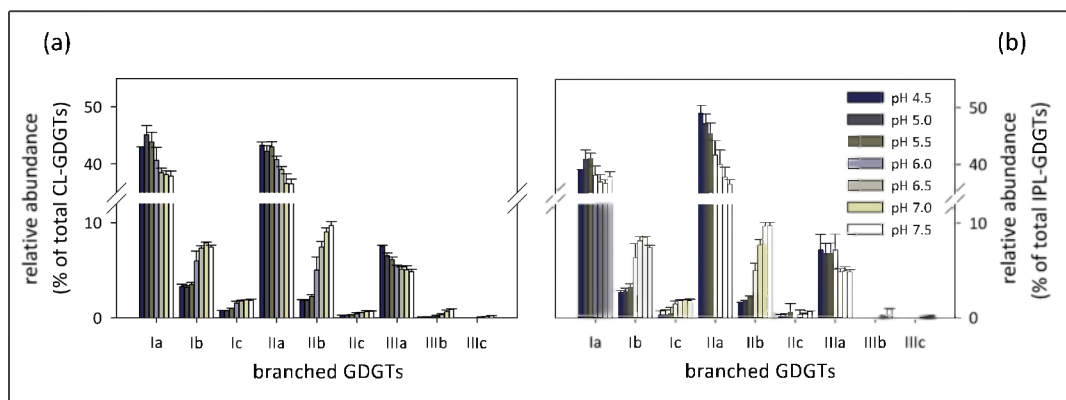 (a)
(b)
relative abundance
(% of total CL-GDGTs)
50
40
10
0
Ia Ib Ic IIa IIb IIc IIIa IIIb IIIc
branched GDGTs
pH 4.5
pH 5.0
pH 5.5
pH 6.0
pH 6.5
pH 7.0
pH 7.5
50
40
10
0
relative abundance
(% of total IPL-GDGTs)
Ia Ib Ic IIa IIb IIc IIIa IIIb IIIc
branched GDGTs